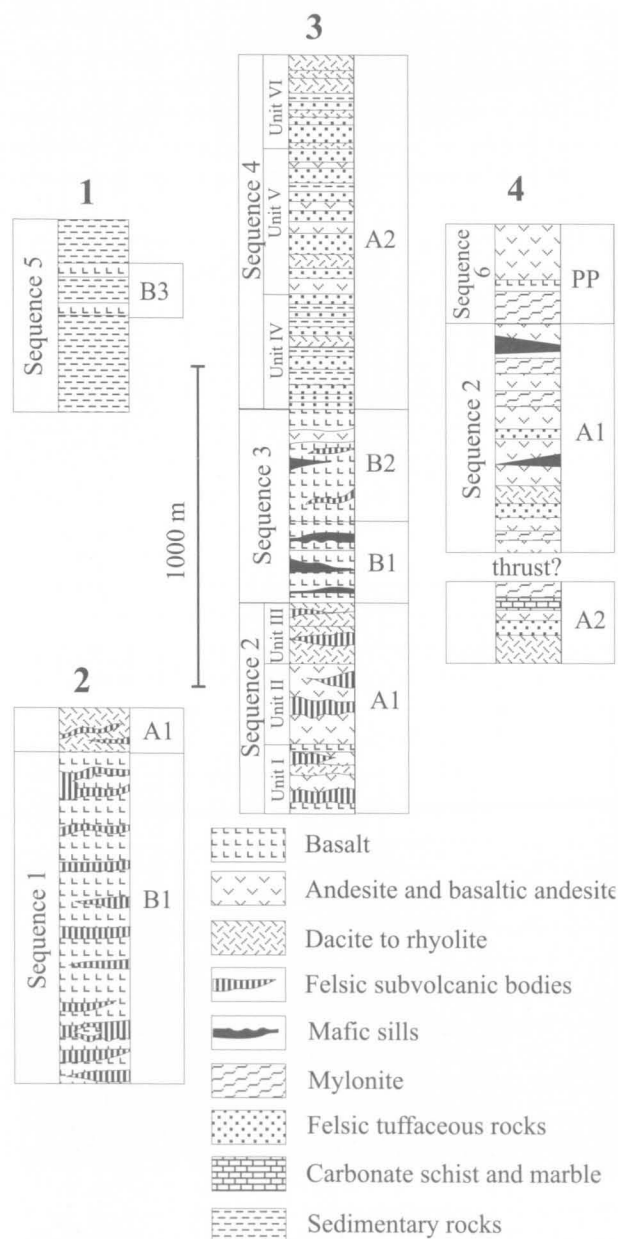 3
Unit VI
Sequence 4
Unit V
A2
Unit IV
1
Sequence 5
B3
4
Sequence
6
PP
Sequence 2
A1
thrust?
A2
1000 m
Sequence 3
B2
B1
Unit III
Sequence 2
Unit II
A1
Unit I
2
A1
Sequence 1
B1
Basalt
Andesite and basaltic andesite
Dacite to rhyolite
Felsic subvolcanic bodies
Mafic sills
Mylonite
Felsic tuffaceous rocks
Carbonate schist and marble
Sedimentary rocks